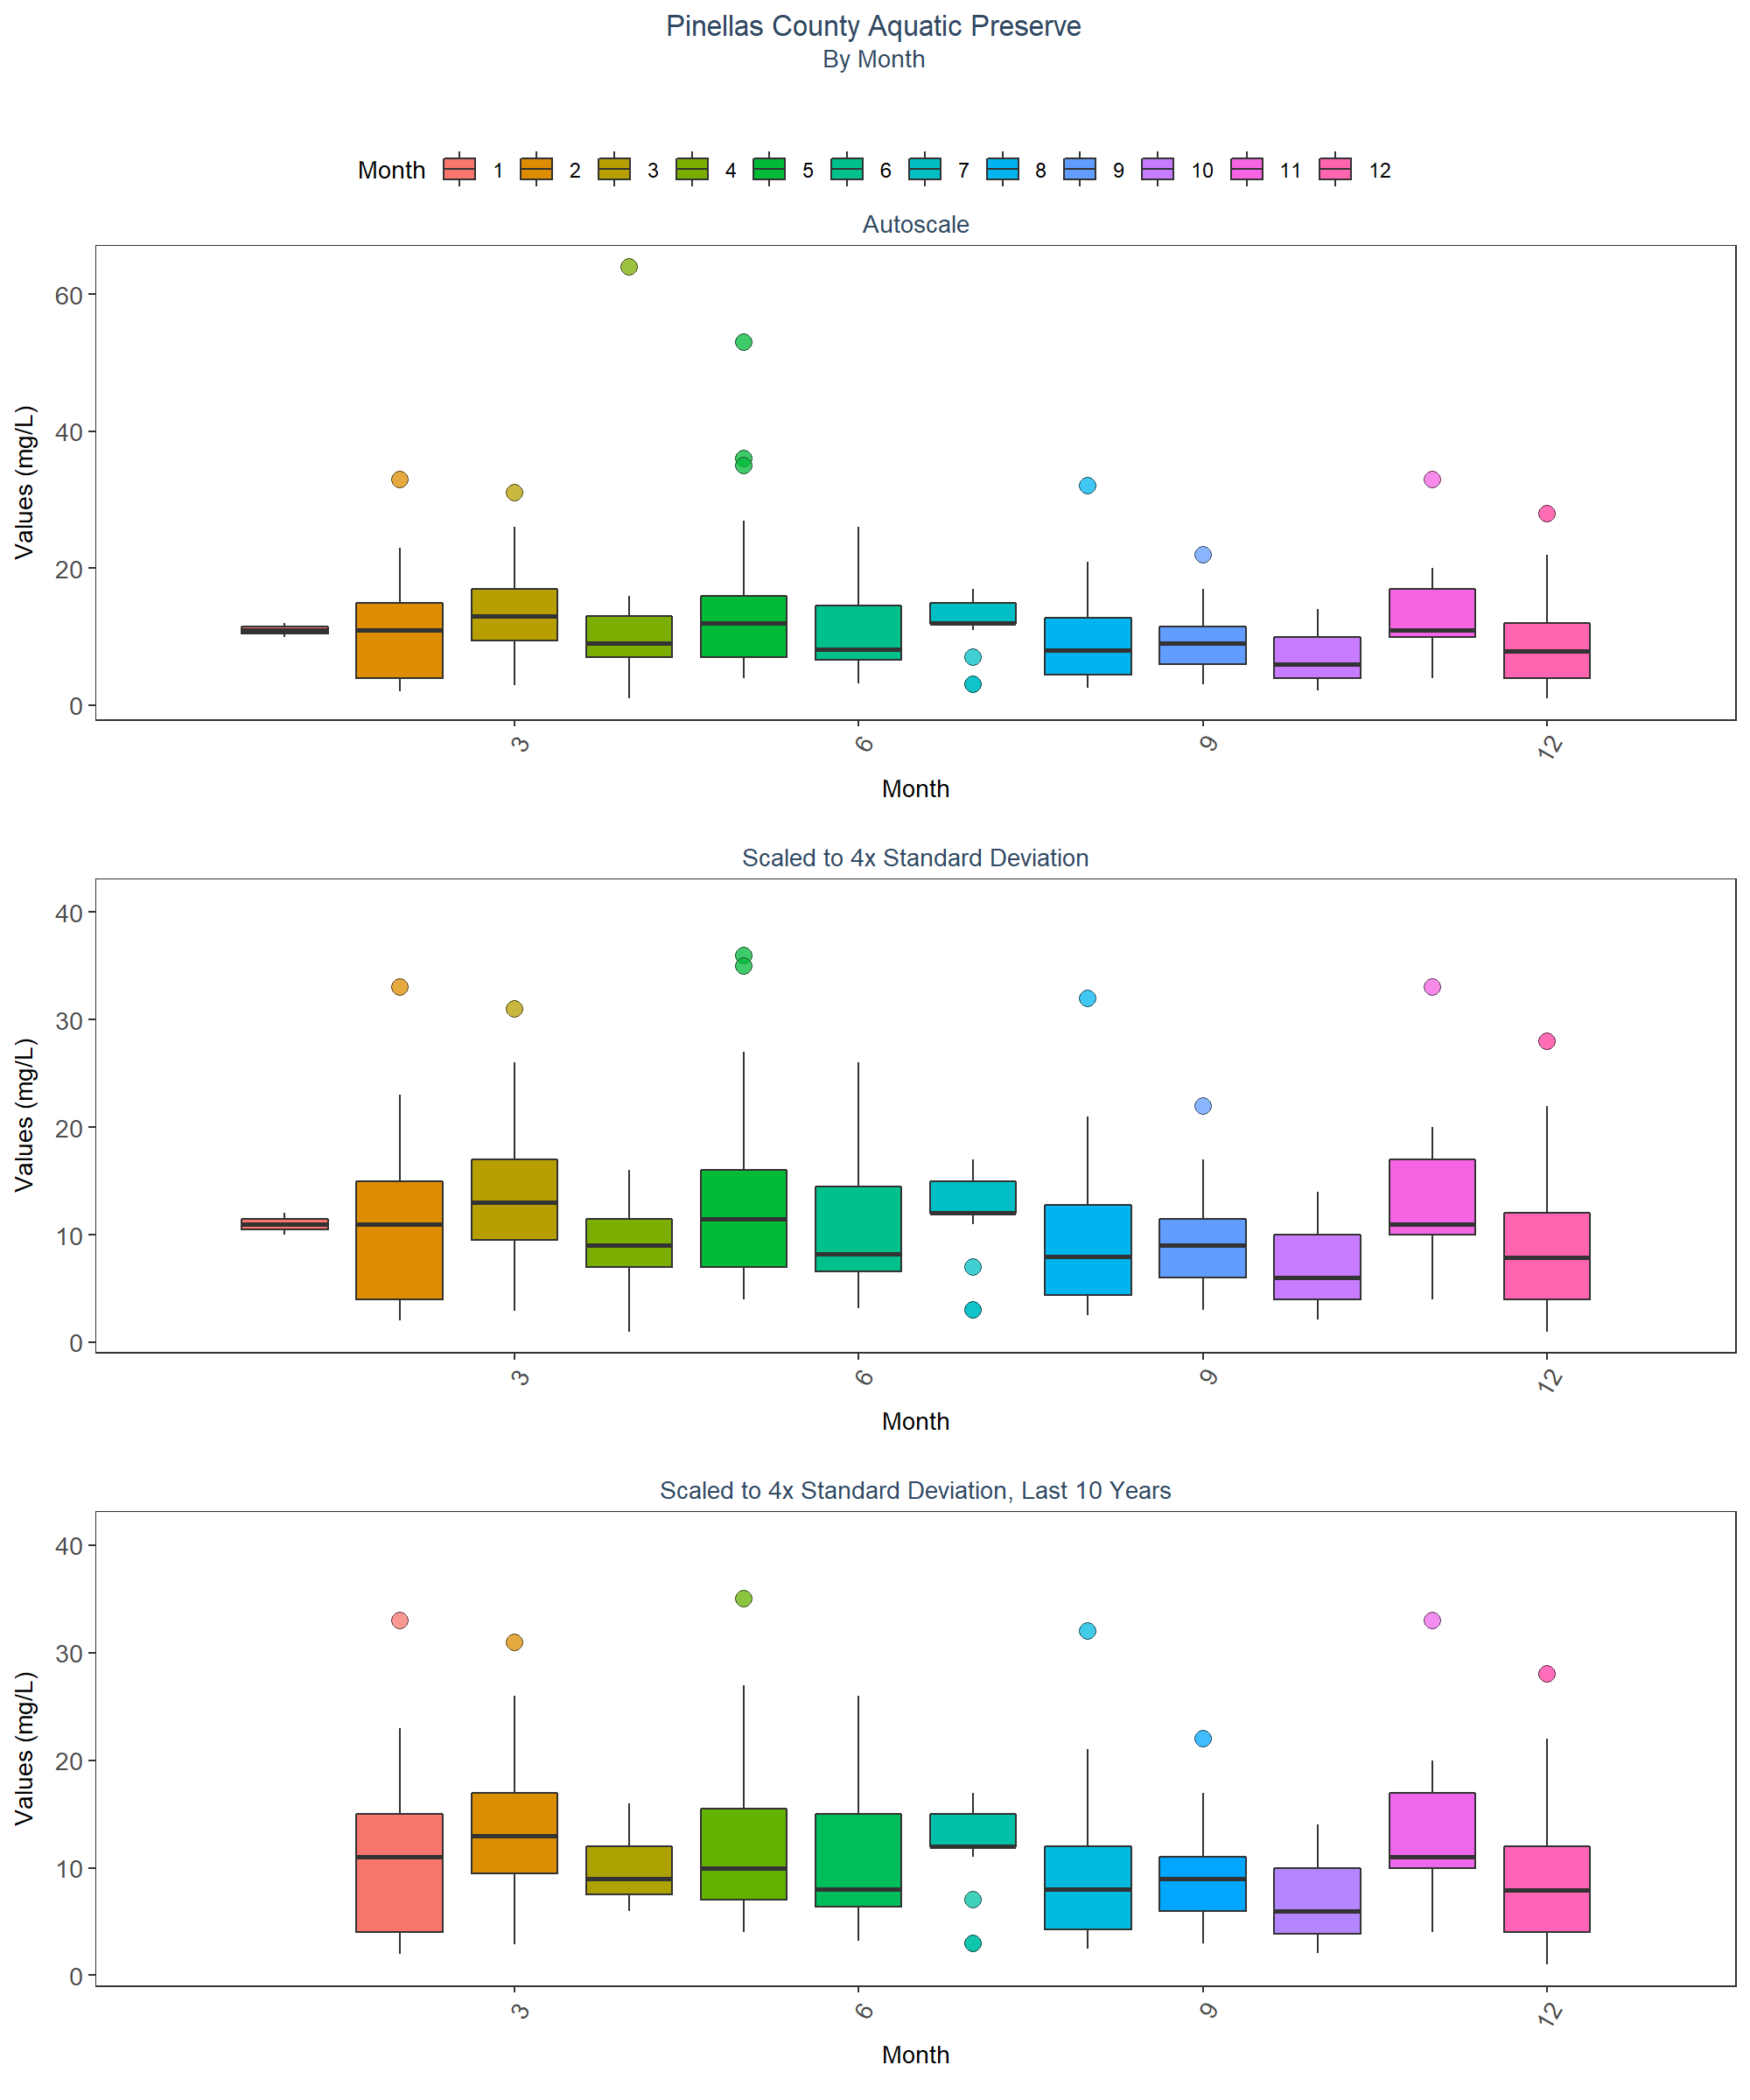 Pinellas County Aquatic Preserve
By Month
Month 1 2 3 4 5 6 7 8 9 10 11 12
Autoscale
Values (mg/L)
60
40
20
0
3 6 9 12
Month
Scaled to 4x Standard Deviation
Values (mg/L)
40
30
20
10
0
3 6 9 12
Month
Scaled to 4x Standard Deviation, Last 10 Years
Values (mg/L)
40
30
20
10
0
3 6 9 12
Month